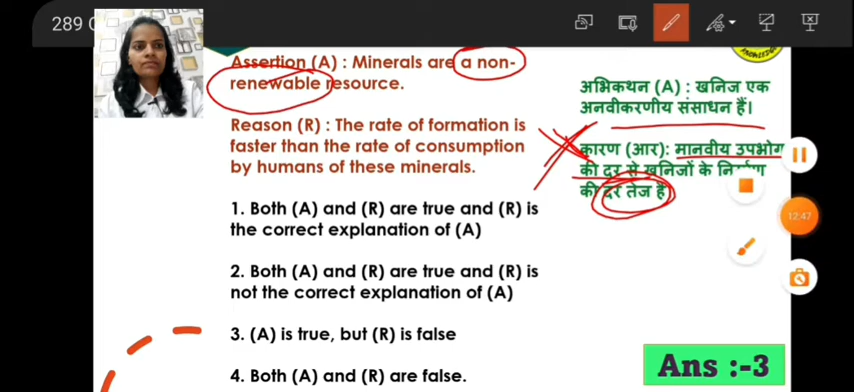 289
Assertion (A) : Minerals are a non-
renewable resource.
Reason (R) : The rate of formation is
faster than the rate of consumption
by humans of these minerals.
1. Both (A) and (R) are true and (R) is
the correct explanation of (A)
2. Both (A) and (R) are true and (R) is
not the correct explanation of (A)
3. (A) is true, but (R) is false
4. Both (A) and (R) are false.
अभिकथन (A) : खनिज एक
अनवीकरणीय संसाधन हैं।
कारण (आर): मानवीय उपभोग
की दर से खनिजों के
की दर तेज है
12:47
Ans :-3